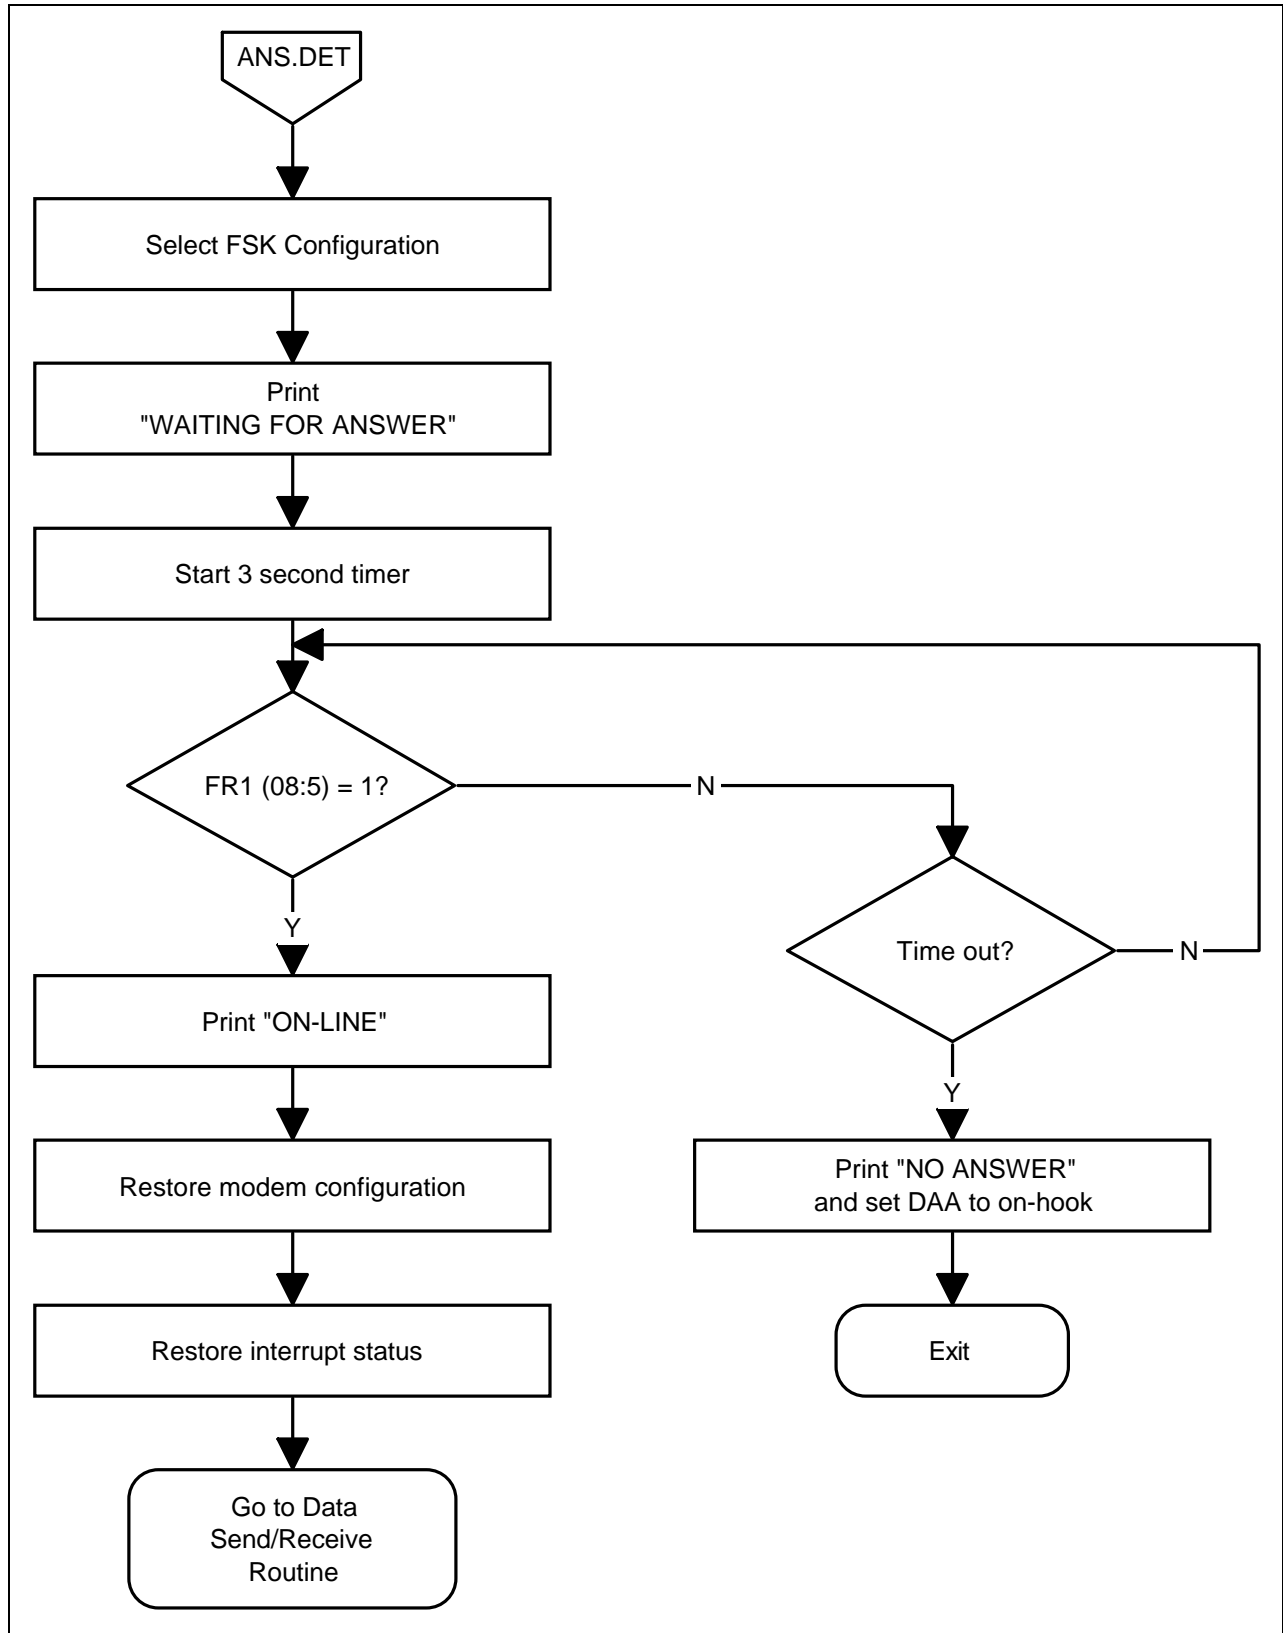 ANS.DET
Select FSK Configuration
Print
"WAITING FOR ANSWER"
Start 3 second timer
FR1 (08:5) = 1?
N
Y
Time out?
N
Y
Print "ON-LINE"
Restore modem configuration
Restore interrupt status
Go to Data
Send/Receive
Routine
Print "NO ANSWER"
and set DAA to on-hook
Exit